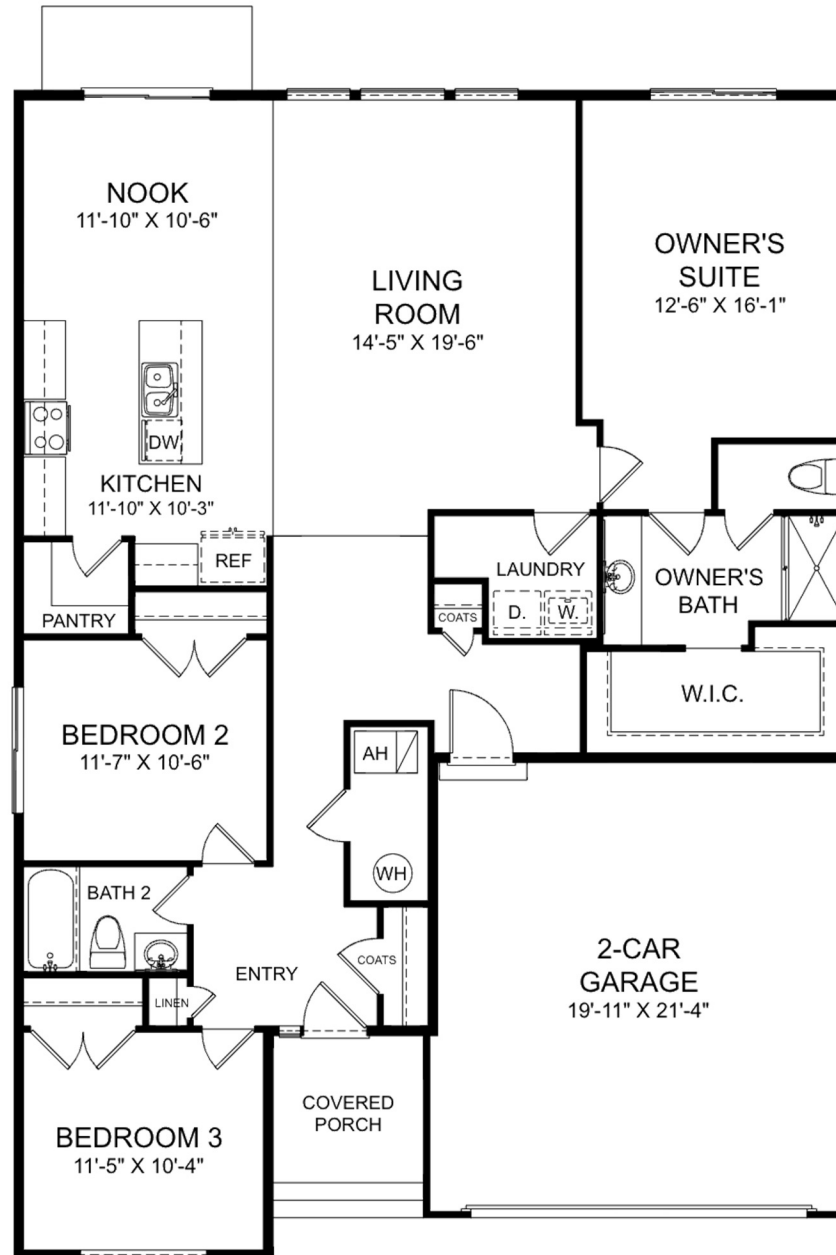 NOOK
11'-10" X 10'-6"
LIVING
ROOM
14'-5" X 19'-6"
OWNER'S
SUITE
12'-6" X 16'-1"
DW
KITCHEN
11'-10" X 10'-3"
REF
PANTRY
LAUNDRY
D.
W.
COATS
OWNER'S
BATH
W.I.C.
BEDROOM 2
11'-7" X 10'-6"
AH
WH
BATH 2
ENTRY
COATS
LINEN
2-CAR
GARAGE
19'-11" X 21'-4"
COVERED
PORCH
BEDROOM 3
11'-5" X 10'-4"